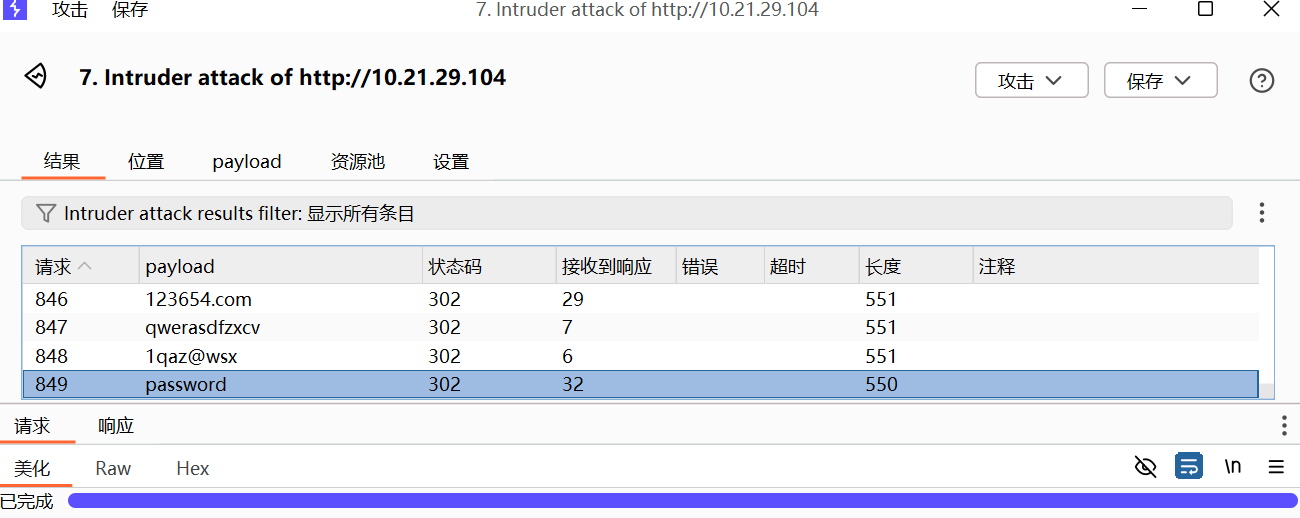 攻击 保存 7. Intruder attack of http://10.21.29.104
7. Intruder attack of http://10.21.29.104 攻击 保存
结果 位置 payload 资源池 设置
Intruder attack results filter: 显示所有条目
请求 payload 状态码 接收到响应 错误 超时 长度 注释
846 123654.com 302 29 551
847 qwerasdfzxcv 302 7 551
848 1qaz@wsx 302 6 551
849 password 302 32 550
请求 响应
美化 Raw Hex \n
已完成